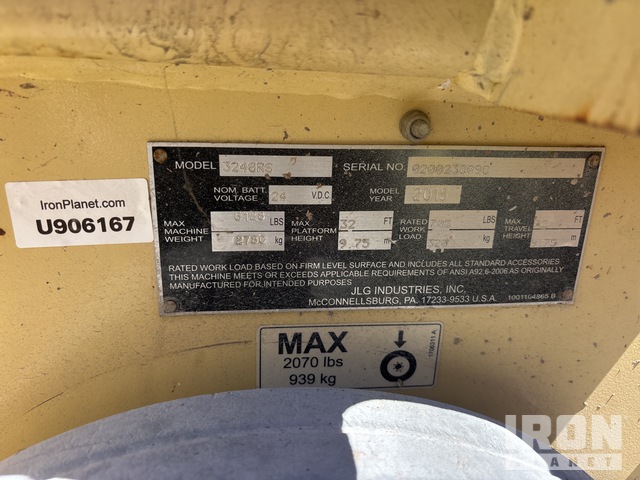 IronPlanet.com
U906167
MODEL 3248RS SERIAL NO.
NOM. BATT. VOLTAGE 24 V.D.C. MODEL YEAR
MAX MACHINE WEIGHT LBS kg
MAX PLATFORM HEIGHT 32 FT 9.75 m
RATED WORK LOAD LBS
MAX TRAVEL HEIGHT FT m
RATED WORK LOAD BASED ON FIRM LEVEL SURFACE AND INCLUDES ALL STANDARD ACCESSORIES
THIS MACHINE MEETS OR EXCEEDS APPLICABLE REQUIREMENTS OF ANSI A92.6-2006 AS ORIGINALLY
MANUFACTURED FOR INTENDED PURPOSES
JLG INDUSTRIES, INC.
McCONNELLSBURG, PA. 17233-9533 U.S.A.
1001104865 B
MAX
2070 lbs
939 kg
IRON
PLANET